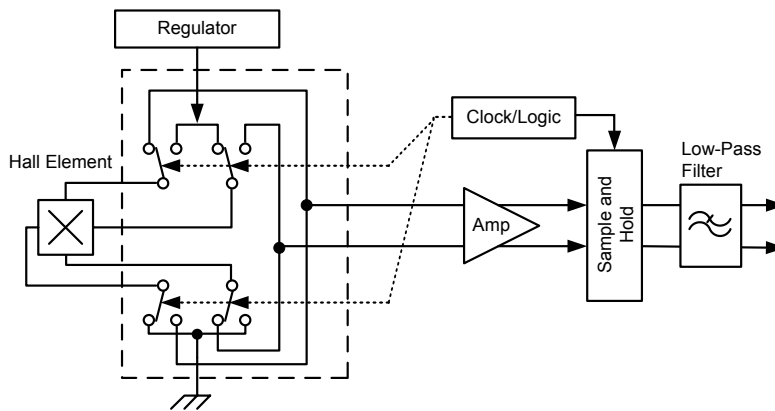 Regulator
Clock/Logic
Hall Element
Low-Pass
Filter
Amp
Sample and
Hold